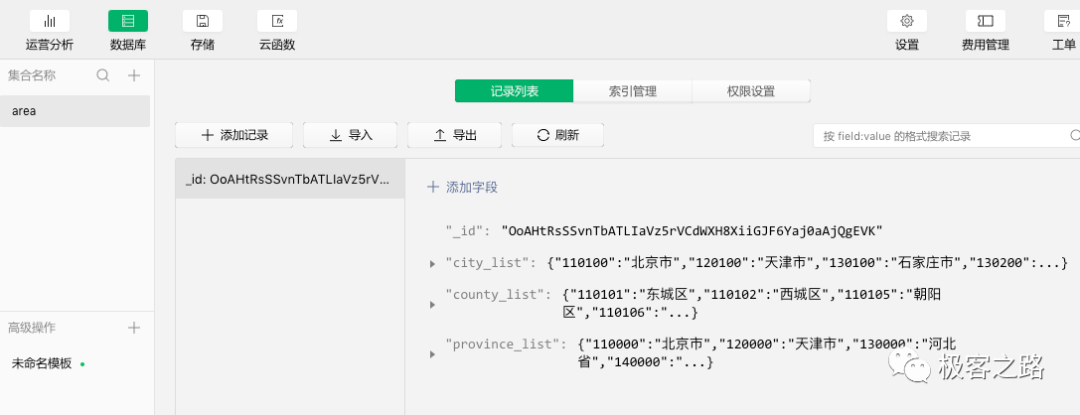 运营分析
数据库
存储
云函数
设置
费用管理
工单
集合名称
area
记录列表
索引管理
权限设置
添加记录
导入
导出
刷新
按 field:value 的格式搜索记录
_id: OoAHtRsSSvnTbATLIaVz5rV...
添加字段
"_id": "OoAHtRsSSvnTbATLIaVz5rVCdWXH8XiiGJF6Yaj0aAjQgEVK"
"city_list": {"110100":"北京市","120100":"天津市","130100":"石家庄市","130200":...}
"county_list": {"110101":"东城区","110102":"西城区","110105":"朝阳
区","110106":"...}
"province_list": {"110000":"北京市","120000":"天津市","130000":"河北
省","140000":"...}
高级操作
未命名模板
极客之路